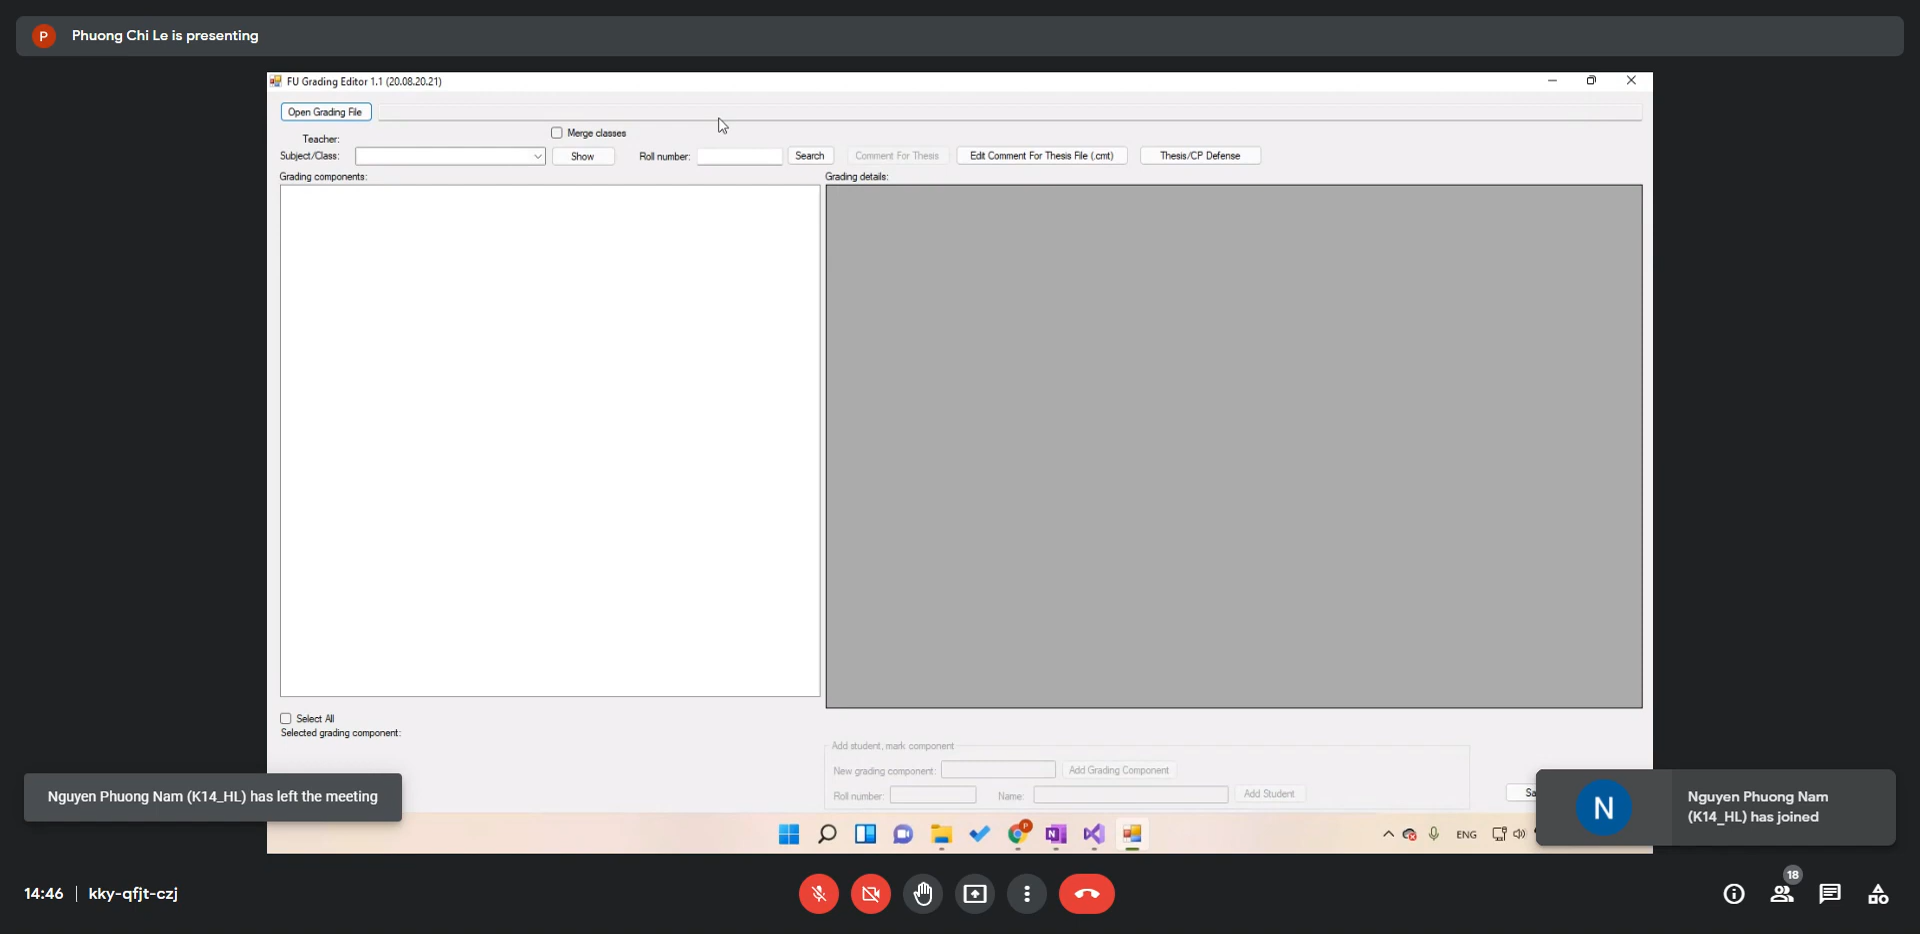 P Phuong Chi Le is presenting
FU Grading Editor 1.1 (20.08.20.21)
Open Grading File
Teacher:
Merge classes
Subject/Class:
Show
Roll number:
Search
Comment For Thesis
Edit Comment For Thesis File (.cmt)
Thesis/CP Defense
Grading components:
Grading details:
Select All
Selected grading component:
Add student, mark component
New grading component:
Add Grading Component
Roll number:
Name:
Add Student
Sa
Nguyen Phuong Nam (K14_HL) has left the meeting
N
Nguyen Phuong Nam
(K14_HL) has joined
P
N
ENG
14:46 | kky-qfjt-czj
18